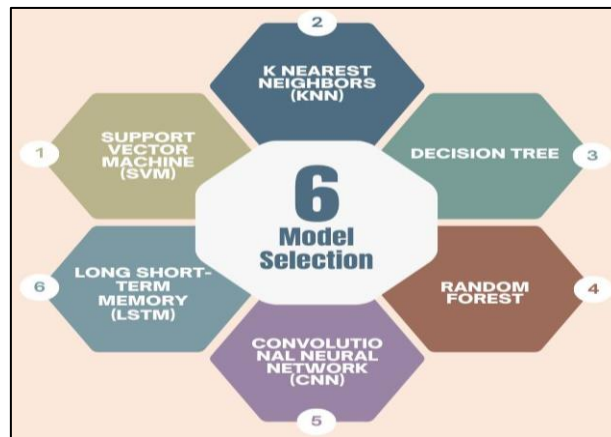 2
K NEAREST
NEIGHBORS
(KNN)
1
SUPPORT
VECTOR
MACHINE
(SVM)
DECISION TREE
3
6
Model
Selection
6
LONG SHORT-
TERM
MEMORY
(LSTM)
RANDOM
FOREST
4
CONVOLUTIO
NAL NEURAL
NETWORK
(CNN)
5